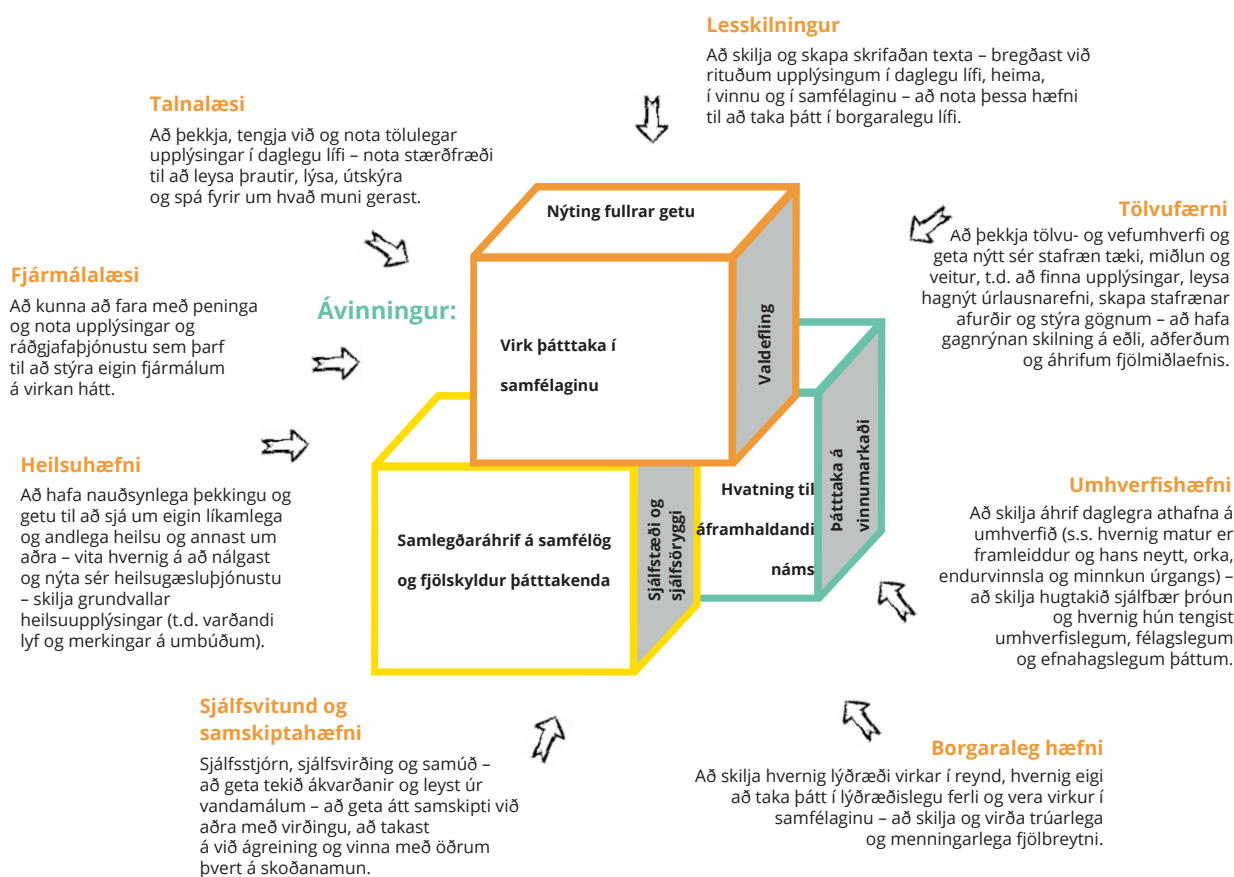 Lesskilningur
Að skilja og skapa skrifaðan texta – bregðast við
rituðum upplýsingum í daglegu lífi, heima,
í vinnu og í samfélaginu – að nota þessa hæfni
til að taka þátt í borgaralegu lífi.
Talnalæsi
Að þekkja, tengja við og nota tölulegar
upplýsingar í daglegu lífi – nota stærðfræði
til að leysa þrautir, lýsa, útskýra
og spá fyrir um hvað muni gerast.
Tölvufærni
Að þekkja tölvu- og vefumhverfi og
geta nýtt sér stafræn tæki, miðlun og
veitur, t.d. að finna upplýsingar, leysa
hagnýt úrlausnarefni, skapa stafrænar
afurðir og stýra gögnum – að hafa
gagnrýnan skilning á eðli, aðferðum
og áhrifum fjölmiðlaefnis.
Fjármálalæsi
Að kunna að fara með peninga
og nota upplýsingar og
ráðgjafaþjónustu sem þarf
til að stýra eigin fjármálum
á virkan hátt.
Ávinningur:
Nýting fullrar getu
Virk þátttaka í
samfélaginu
Valdefling
Samlegðaráhrif á samfélög
og fjölskyldur þátttakenda
Sjálfstæði og
sjálfsöryggi
Hvatning til
áframhaldandi
náms
Þátttaka á
vinnumarkaði
Heilsuhæfni
Að hafa nauðsynlega þekkingu og
getu til að sjá um eigin líkamlega
og andlega heilsu og annast um
aðra – vita hvernig á að nálgast
og nýta sér heilsugæsluþjónustu
– skilja grundvallar
heilsuupplýsingar (t.d. varðandi
lyf og merkingar á umbúðum).
Umhverfishæfni
Að skilja áhrif daglegra athafna á
umhverfið (s.s. hvernig matur er
framleiddur og hans neytt, orka,
endurvinnsla og minnkun úrgangs) –
að skilja hugtakið sjálfbær þróun
og hvernig hún tengist
umhverfislegum, félagslegum
og efnahagslegum þáttum.
Sjálfsvitund og
samskiptahæfni
Sjálfsstjórn, sjálfsvirðing og samúð –
að geta tekið ákvarðanir og leyst úr
vandamálum – að geta átt samskipti við
aðra með virðingu, að takast
á við ágreining og vinna með öðrum
þvert á skoðanamun.
Borgaraleg hæfni
Að skilja hvernig lýðræði virkar í reynd, hvernig eigi
að taka þátt í lýðræðislegu ferli og vera virkur í
samfélaginu – að skilja og virða trúarlega
og menningarlega fjölbreytni.